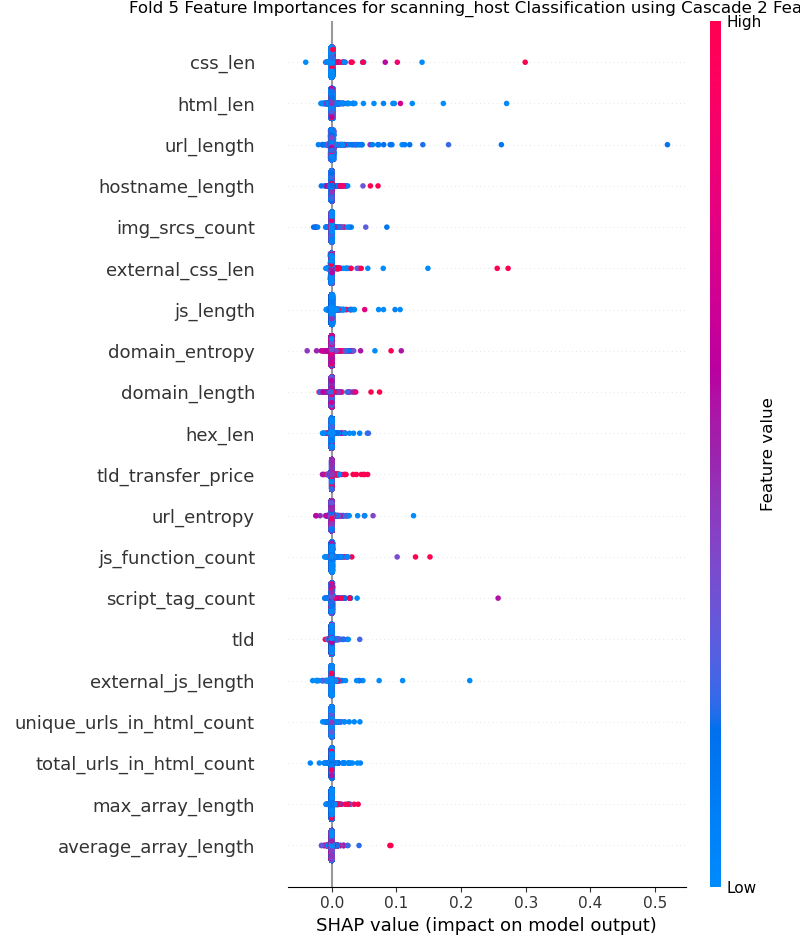 Fold 5 Feature Importances for scanning_host Classification using Cascade 2 Fea
High
css_len
html_len
url_length
hostname_length
img_srcs_count
external_css_len
js_length
domain_entropy
domain_length
hex_len
tld_transfer_price
url_entropy
js_function_count
script_tag_count
tld
external_js_length
unique_urls_in_html_count
total_urls_in_html_count
max_array_length
average_array_length
Feature value
Low
0.0 0.1 0.2 0.3 0.4 0.5
SHAP value (impact on model output)